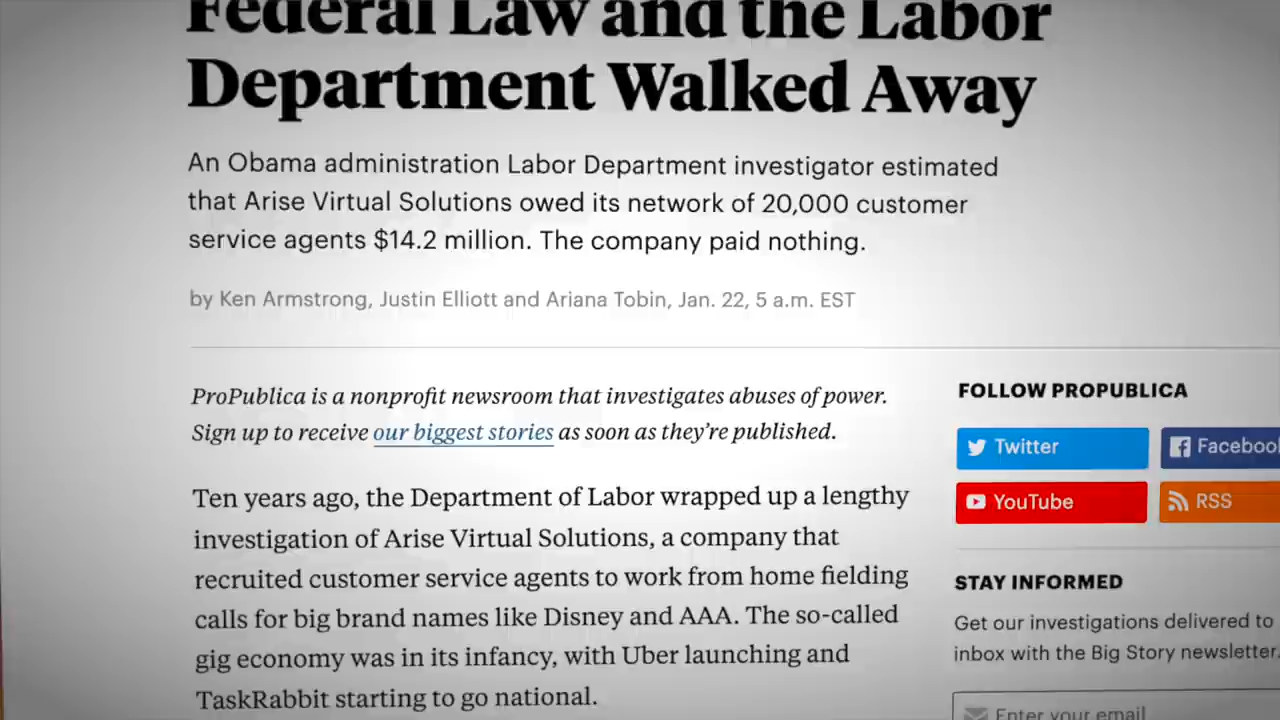 Federal Law and the Labor
Department Walked Away
An Obama administration Labor Department investigator estimated
that Arise Virtual Solutions owed its network of 20,000 customer
service agents $14.2 million. The company paid nothing.
by Ken Armstrong, Justin Elliott and Ariana Tobin, Jan. 22, 5 a.m. EST
ProPublica is a nonprofit newsroom that investigates abuses of power.
Sign up to receive our biggest stories as soon as they’re published.
Ten years ago, the Department of Labor wrapped up a lengthy
investigation of Arise Virtual Solutions, a company that
recruited customer service agents to work from home fielding
calls for big brand names like Disney and AAA. The so-called
gig economy was in its infancy, with Uber launching and
TaskRabbit starting to go national.
FOLLOW PROPUBLICA
Twitter
Facebook
YouTube
RSS
STAY INFORMED
Get our investigations delivered to
inbox with the Big Story newsletter.
Enter your email